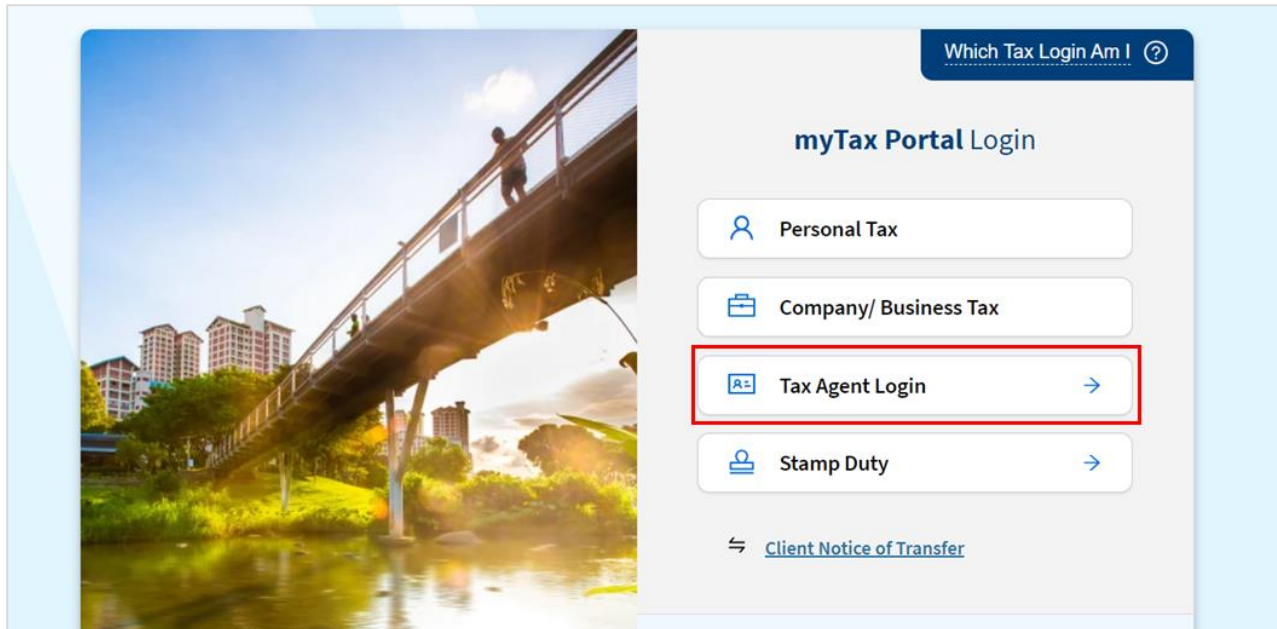 Which Tax Login Am I
myTax Portal Login
Personal Tax
Company/ Business Tax
Tax Agent Login
Stamp Duty
Client Notice of Transfer